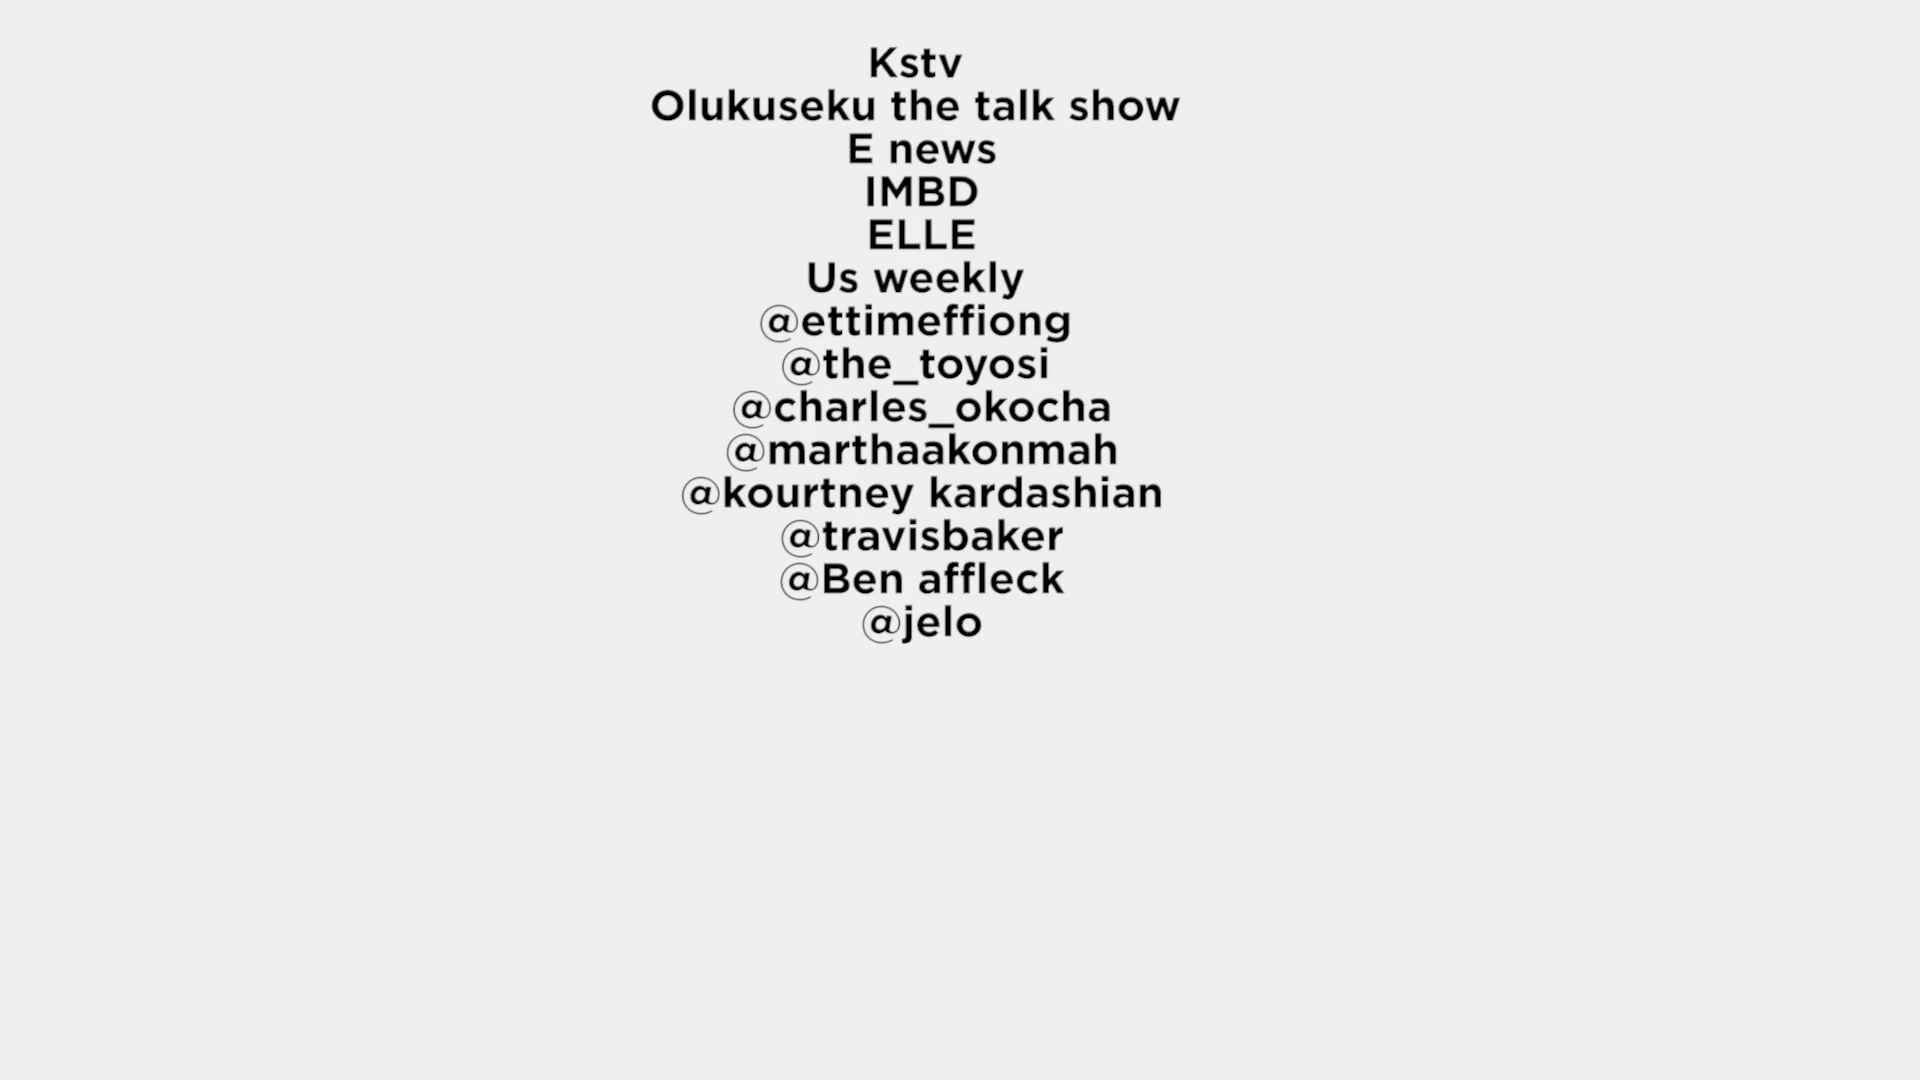 Kstv
Olukuseku the talk show
E news
IMBD
ELLE
Us weekly
@ettimeffiong
@the_toyosi
@charles_okocha
@marthaakonmah
@kourtney kardashian
@travisbaker
@Ben affleck
@jelo